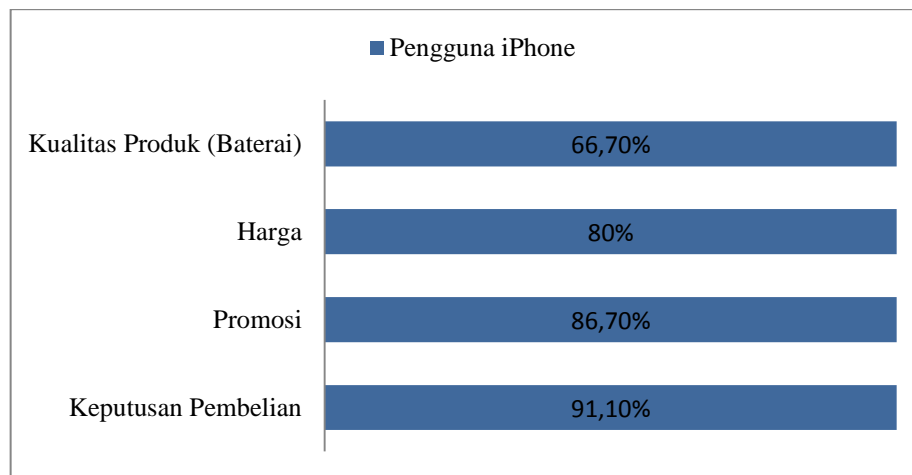 Pengguna iPhone
Kualitas Produk (Baterai) 66,70%
Harga 80%
Promosi 86,70%
Keputusan Pembelian 91,10%